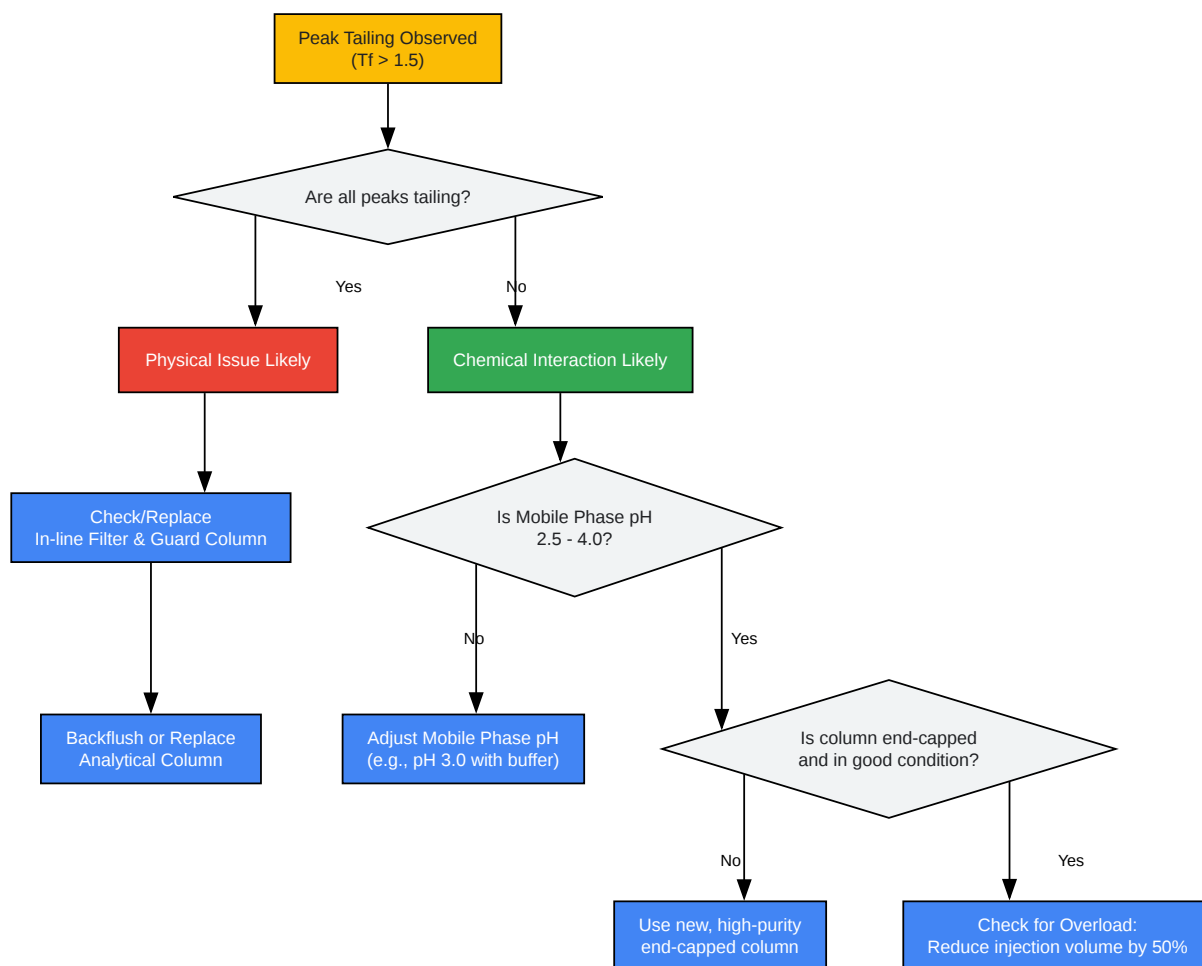 Peak Tailing Observed
(Tf > 1.5)
Are all peaks tailing?
Yes
No
Physical Issue Likely
Chemical Interaction Likely
Check/Replace
In-line Filter & Guard Column
Is Mobile Phase pH
2.5 - 4.0?
No
Yes
Backflush or Replace
Analytical Column
Adjust Mobile Phase pH
(e.g., pH 3.0 with buffer)
Is column end-capped
and in good condition?
No
Yes
Use new, high-purity
end-capped column
Check for Overload:
Reduce injection volume by 50%